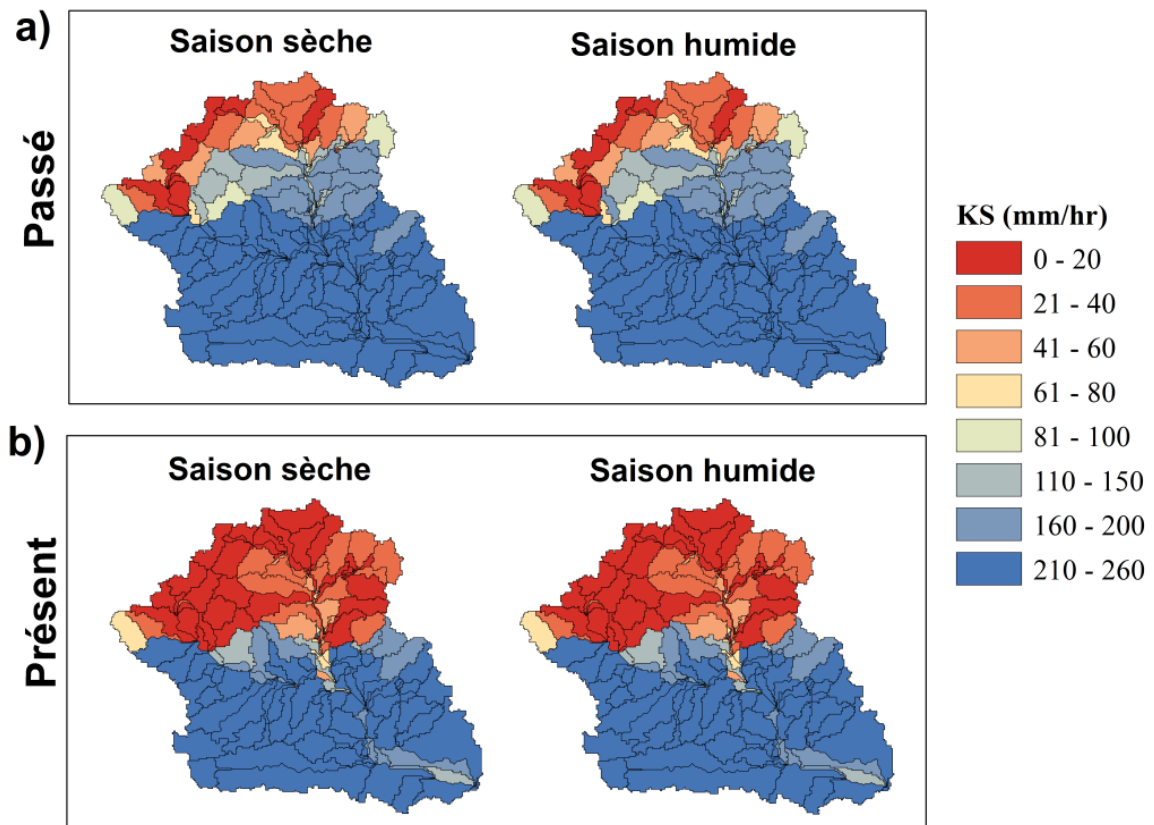 a)
Saison sèche
Saison humide
Passé
KS (mm/hr)
0 - 20
21 - 40
41 - 60
61 - 80
81 - 100
110 - 150
160 - 200
210 - 260
b)
Saison sèche
Saison humide
Présent